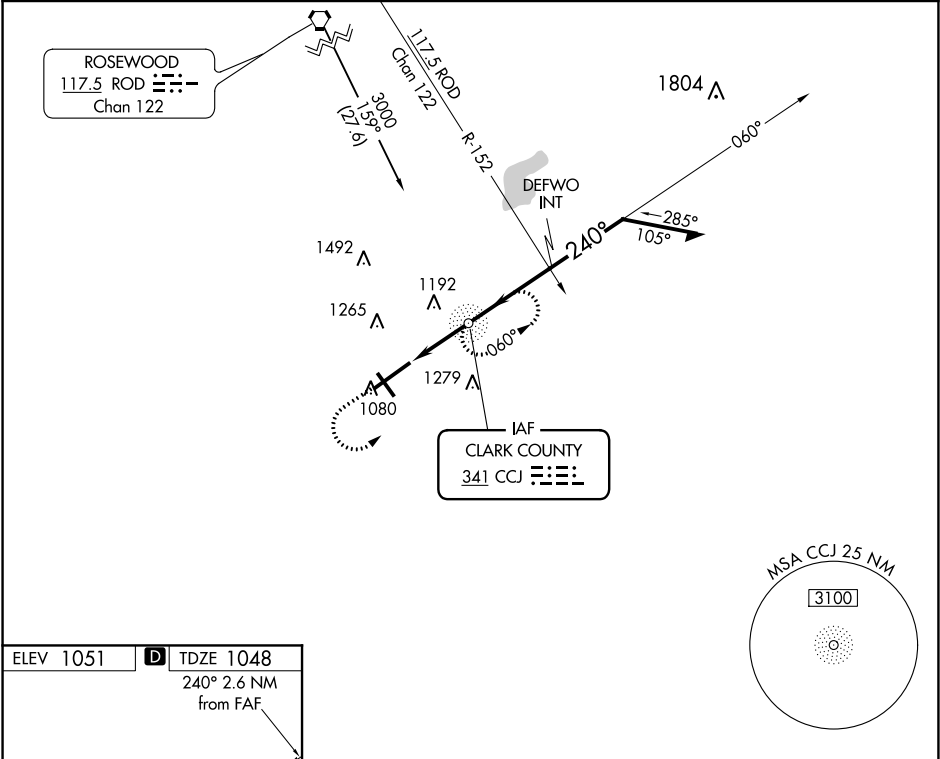 ROSEWOOD
117.5 ROD
Chan 122
3000
159°
(27.6)
117.5 ROD
Chan 122
R-152
1804
060°
DEFWO
INT
240°
285°
105°
1492
1192
1265
060°
1279
1080
IAF
CLARK COUNTY
341 CCJ
MSA CCJ 25 NM
3100
ELEV 1051 D TDZE 1048
240° 2.6 NM
from FAF